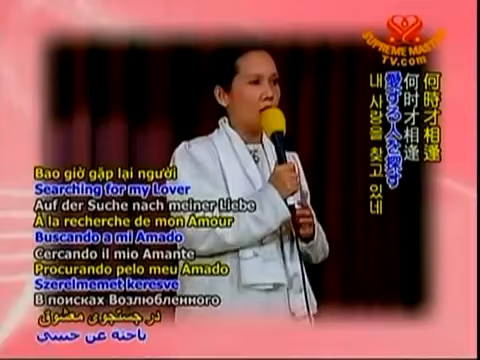 SUPREME MASTER
TV.com
何時才相逢
何时才相逢
愛する人を探す
내 사랑을 찾고 있네
Bao giờ gặp lại người
Searching for my Lover
Auf der Suche nach meiner Liebe
À la recherche de mon Amour
Buscando a mi Amado
Cercando il mio Amante
Procurando pelo meu Amado
Szerelmemet keresve
В поисках Возлюбленного
در جستجوی معشوق
باحثة عن حبيبي